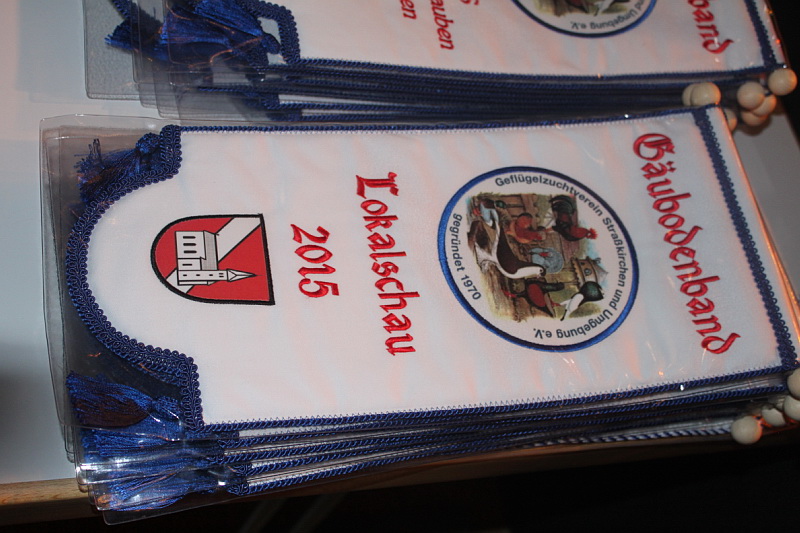 Gäubodenband
Geflügelzuchtverein Straßkirchen und Umgebung e.V.
gegründet 1970
Lokalschau
2015